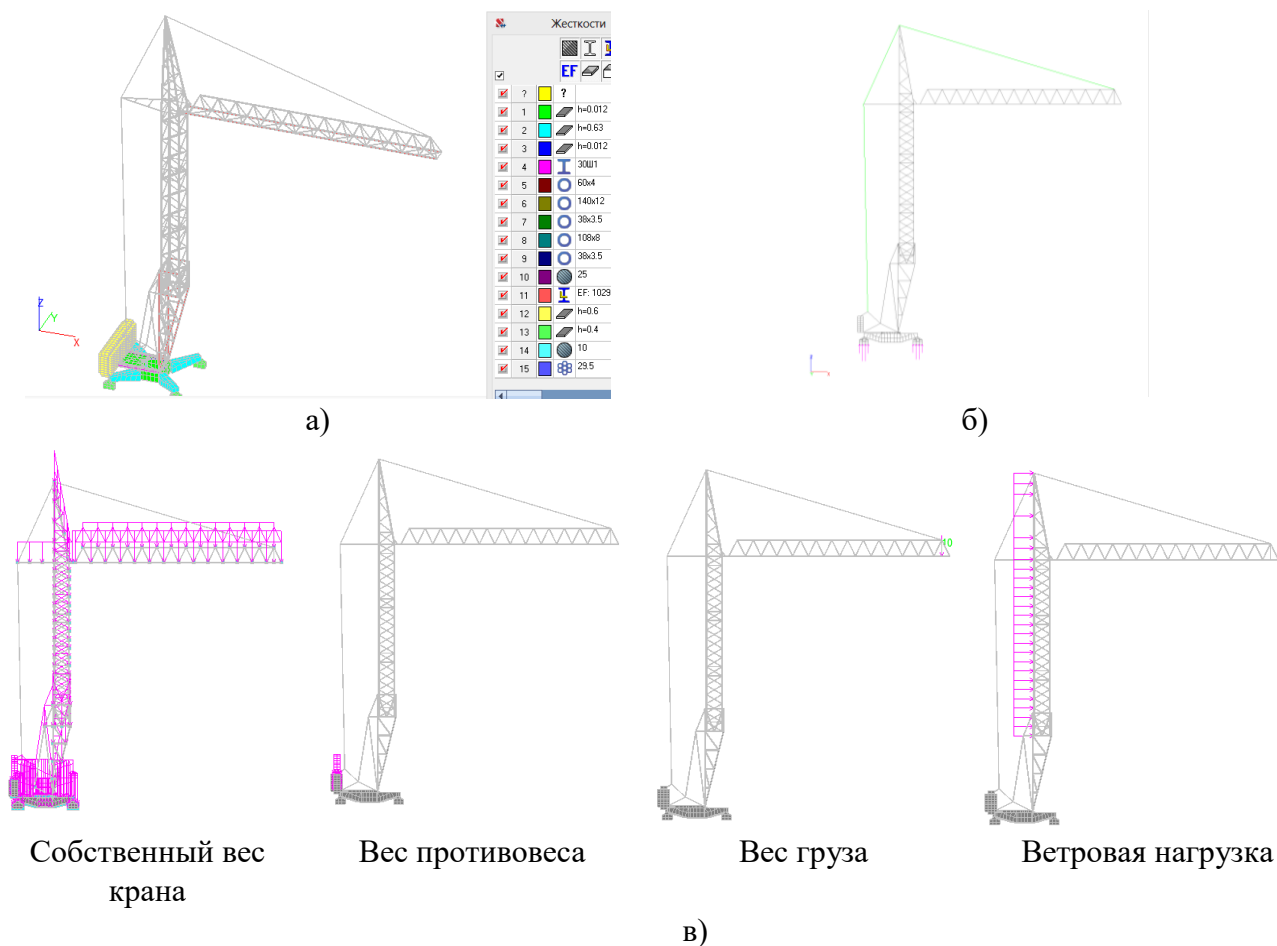 Жесткости
EF
? ?
1 h=0.012
2 h=0.63
3 h=0.012
4 30Ш1
5 60x4
6 140x12
7 38x3.5
8 108x8
9 38x3.5
10 25
11 EF: 1029
12 h=0.6
13 h=0.4
14 10
15 29.5
Z
Y
X
а)
б)
10
Собственный вес
крана
Вес противовеса
Вес груза
Ветровая нагрузка
в)